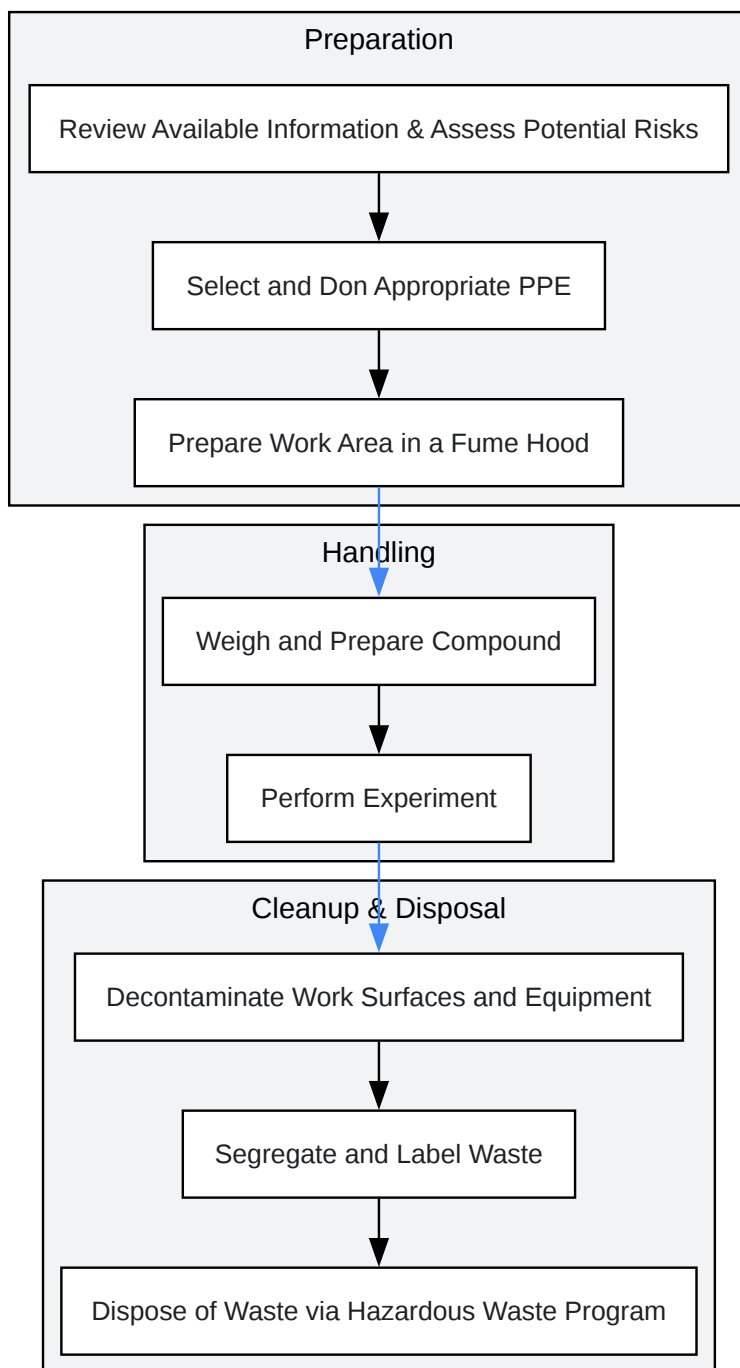 Preparation
Review Available Information & Assess Potential Risks
Select and Don Appropriate PPE
Prepare Work Area in a Fume Hood
Handling
Weigh and Prepare Compound
Perform Experiment
Cleanup & Disposal
Decontaminate Work Surfaces and Equipment
Segregate and Label Waste
Dispose of Waste via Hazardous Waste Program